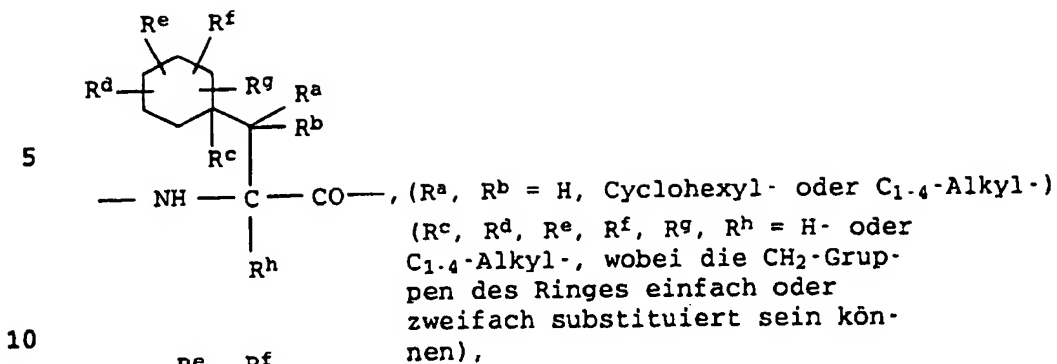 Rᵉ Rᶠ
Rᵈ Rᵍ Rᵃ
Rᵇ
5 Rᶜ
— NH — C — CO —, (Rᵃ, Rᵇ = H, Cyclohexyl- oder C₁₋₄-Alkyl-)
(Rᶜ, Rᵈ, Rᵉ, Rᶠ, Rᵍ, Rʰ = H- oder
Rʰ C₁₋₄-Alkyl-, wobei die CH₂-Grup-
pen des Ringes einfach oder
10 zweifach substituiert sein kön-
nen),